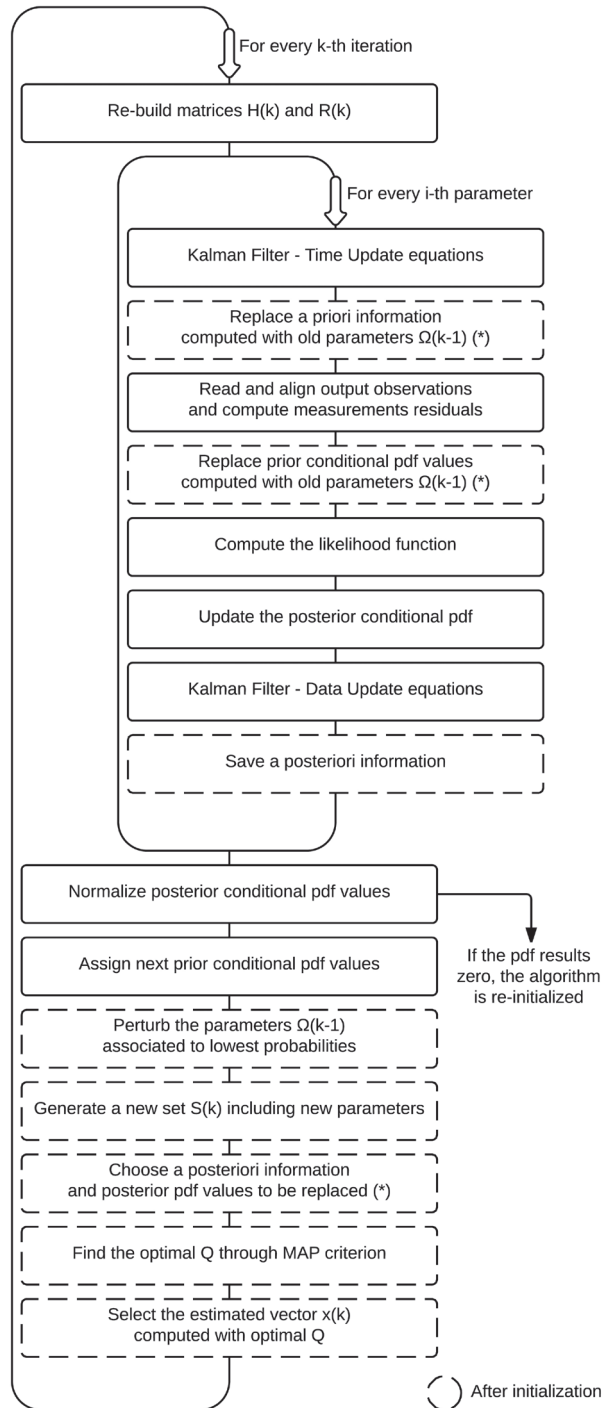 For every k-th iteration
Re-build matrices H(k) and R(k)
For every i-th parameter
Kalman Filter - Time Update equations
Replace a priori information
computed with old parameters Ω(k-1) (*)
Read and align output observations
and compute measurements residuals
Replace prior conditional pdf values
computed with old parameters Ω(k-1) (*)
Compute the likelihood function
Update the posterior conditional pdf
Kalman Filter - Data Update equations
Save a posteriori information
Normalize posterior conditional pdf values
If the pdf results
zero, the algorithm
is re-initialized
Assign next prior conditional pdf values
Perturb the parameters Ω(k-1)
associated to lowest probabilities
Generate a new set S(k) including new parameters
Choose a posteriori information
and posterior pdf values to be replaced (*)
Find the optimal Q through MAP criterion
Select the estimated vector x(k)
computed with optimal Q
After initialization